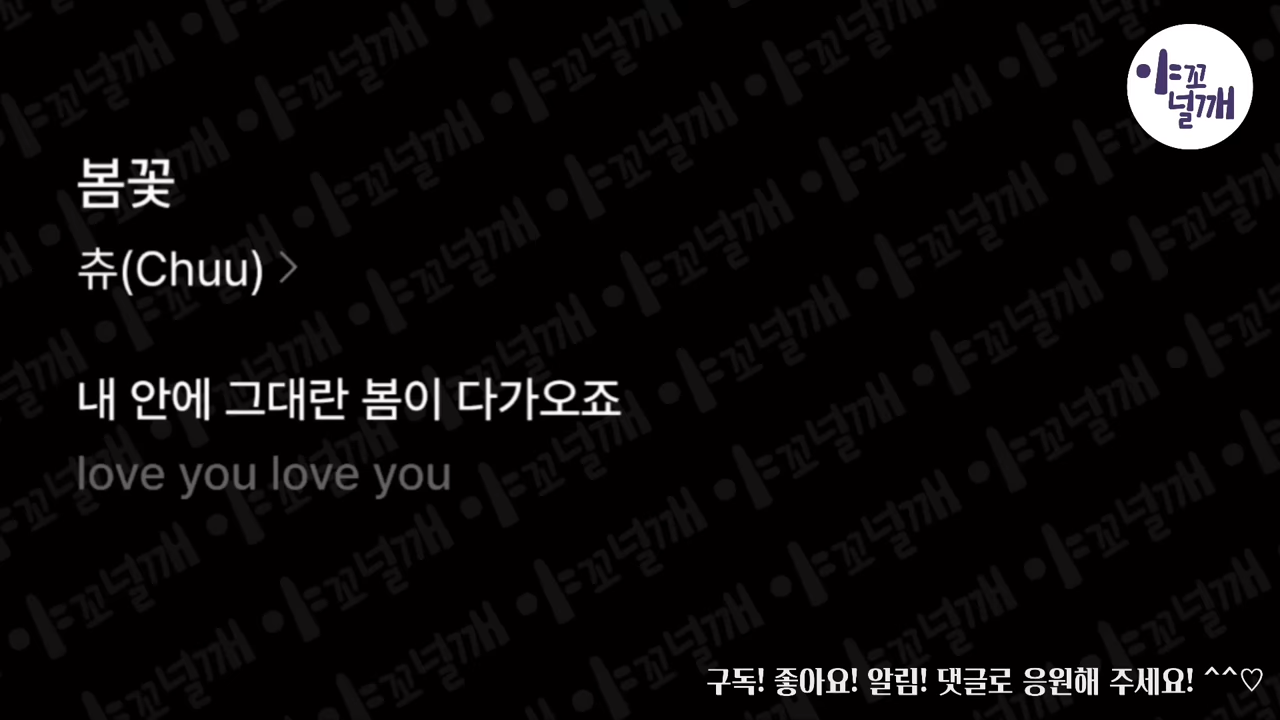 야꼬
널깨
봄꽃
츄(Chuu) >
내 안에 그대란 봄이 다가오죠
love you love you
구독! 좋아요! 알림! 댓글로 응원해 주세요! ^^♡